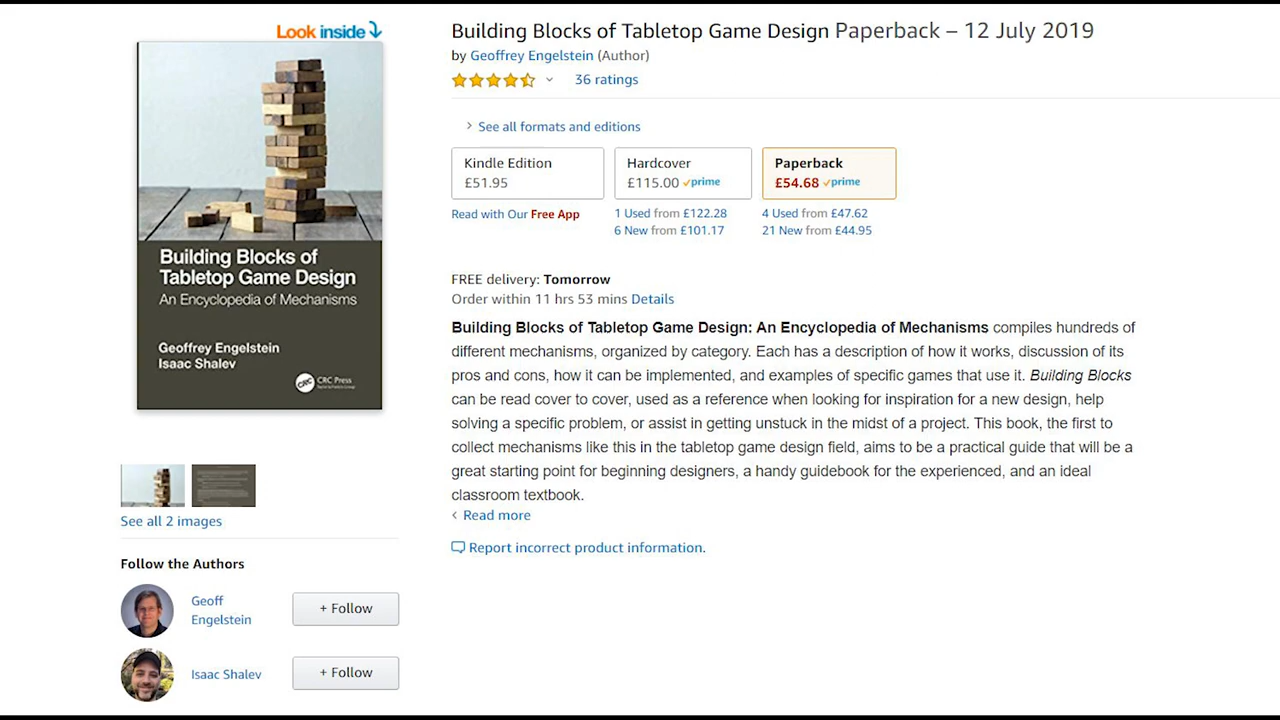 Look inside
Building Blocks of
Tabletop Game Design
An Encyclopedia of Mechanisms
Geoffrey Engelstein
Isaac Shalev
CRC
CRC Press
See all 2 images
Follow the Authors
Geoff
Engelstein
+ Follow
Isaac Shalev
+ Follow
Building Blocks of Tabletop Game Design Paperback – 12 July 2019
by Geoffrey Engelstein (Author)
36 ratings
See all formats and editions
Kindle Edition
£51.95
Read with Our Free App
Hardcover
£115.00 prime
1 Used from £122.28
6 New from £101.17
Paperback
£54.68 prime
4 Used from £47.62
21 New from £44.95
FREE delivery: Tomorrow
Order within 11 hrs 53 mins Details
Building Blocks of Tabletop Game Design: An Encyclopedia of Mechanisms compiles hundreds of
different mechanisms, organized by category. Each has a description of how it works, discussion of its
pros and cons, how it can be implemented, and examples of specific games that use it. Building Blocks
can be read cover to cover, used as a reference when looking for inspiration for a new design, help
solving a specific problem, or assist in getting unstuck in the midst of a project. This book, the first to
collect mechanisms like this in the tabletop game design field, aims to be a practical guide that will be a
great starting point for beginning designers, a handy guidebook for the experienced, and an ideal
classroom textbook.
Read more
Report incorrect product information.